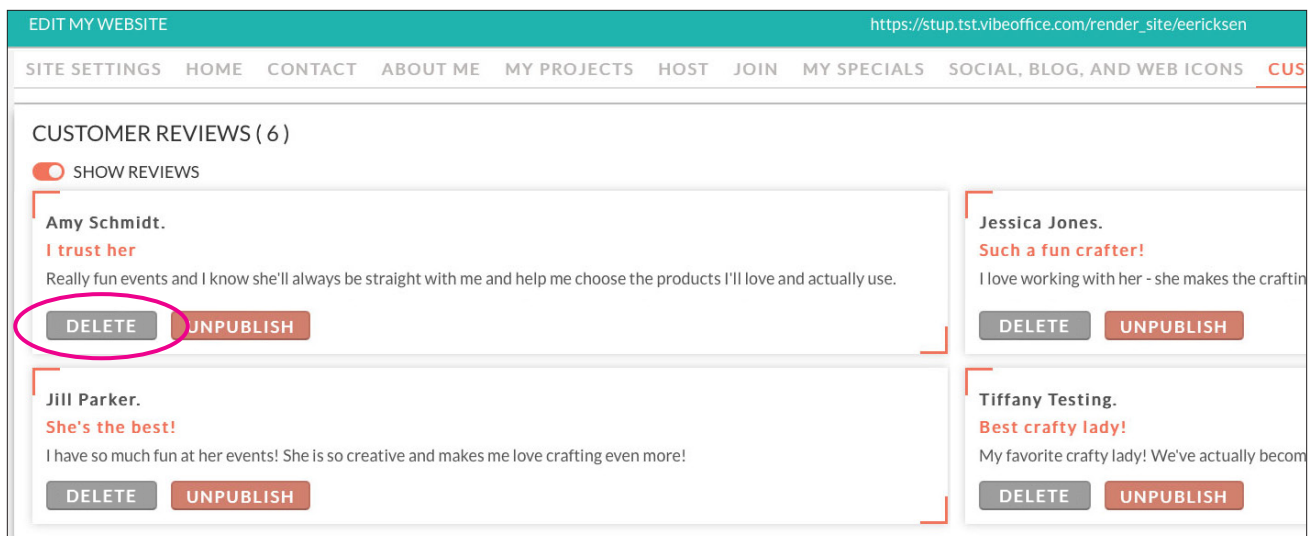 EDIT MY WEBSITE https://stup.tst.vibeoffice.com/render_site/eericksen
SITE SETTINGS HOME CONTACT ABOUT ME MY PROJECTS HOST JOIN MY SPECIALS SOCIAL, BLOG, AND WEB ICONS CUS
CUSTOMER REVIEWS ( 6 )
SHOW REVIEWS
Amy Schmidt.
I trust her
Really fun events and I know she'll always be straight with me and help me choose the products I'll love and actually use.
DELETE UNPUBLISH
Jessica Jones.
Such a fun crafter!
I love working with her - she makes the craftin
DELETE UNPUBLISH
Jill Parker.
She's the best!
I have so much fun at her events! She is so creative and makes me love crafting even more!
DELETE UNPUBLISH
Tiffany Testing.
Best crafty lady!
My favorite crafty lady! We've actually becom
DELETE UNPUBLISH